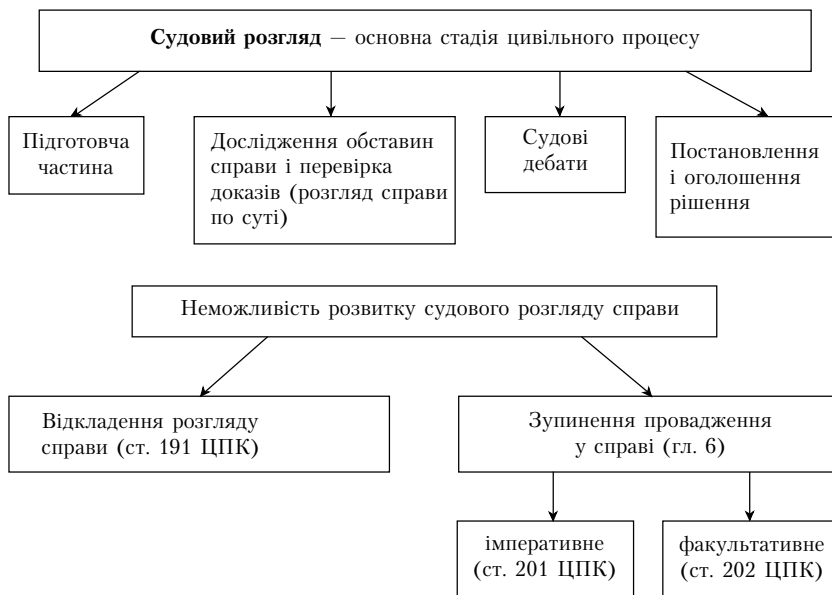 Судовий розгляд — основна стадія цивільного процесу
Підготовча
частина
Дослідження обставин
справи і перевірка
доказів (розгляд справи
по суті)
Судові
дебати
Постановлення
і оголошення
рішення
Неможливість розвитку судового розгляду справи
Відкладення розгляду
справи (ст. 191 ЦПК)
Зупинення провадження
у справі (гл. 6)
імперативне
(ст. 201 ЦПК)
факультативне
(ст. 202 ЦПК)